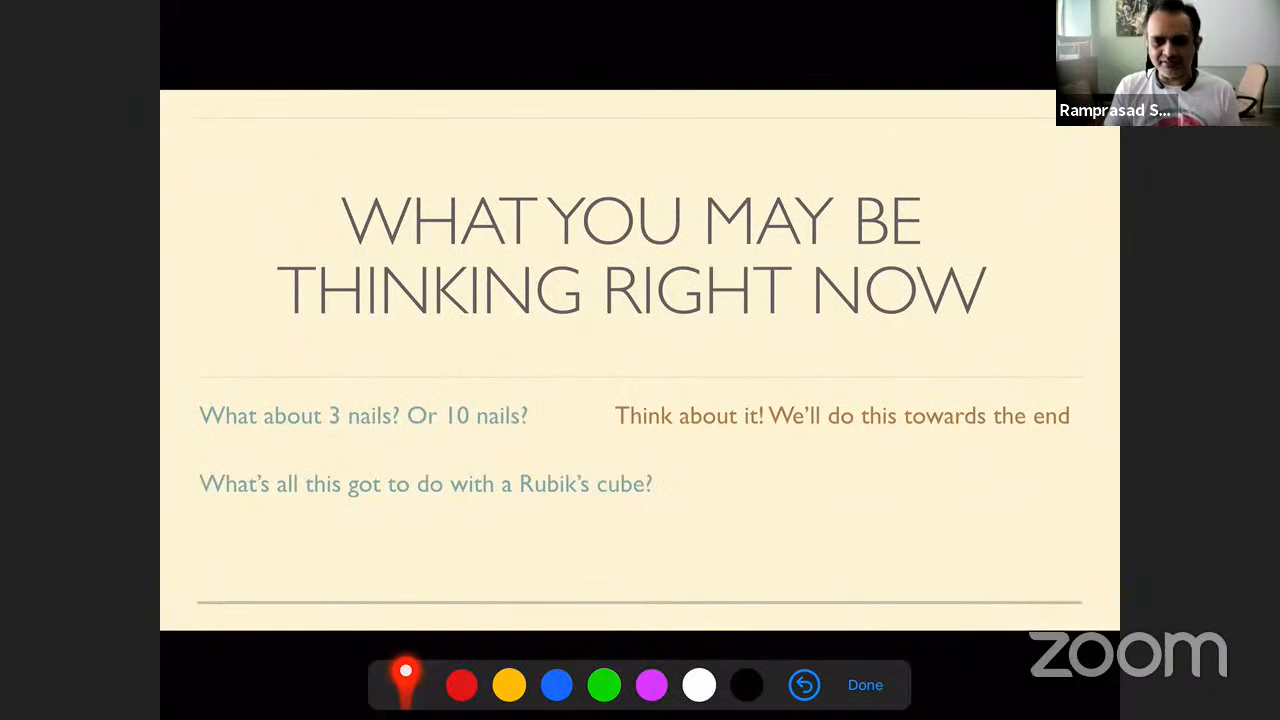 Ramprasad S...
WHAT YOU MAY BE
THINKING RIGHT NOW
What about 3 nails? Or 10 nails?
Think about it! We'll do this towards the end
What's all this got to do with a Rubik's cube?
zoom
Done